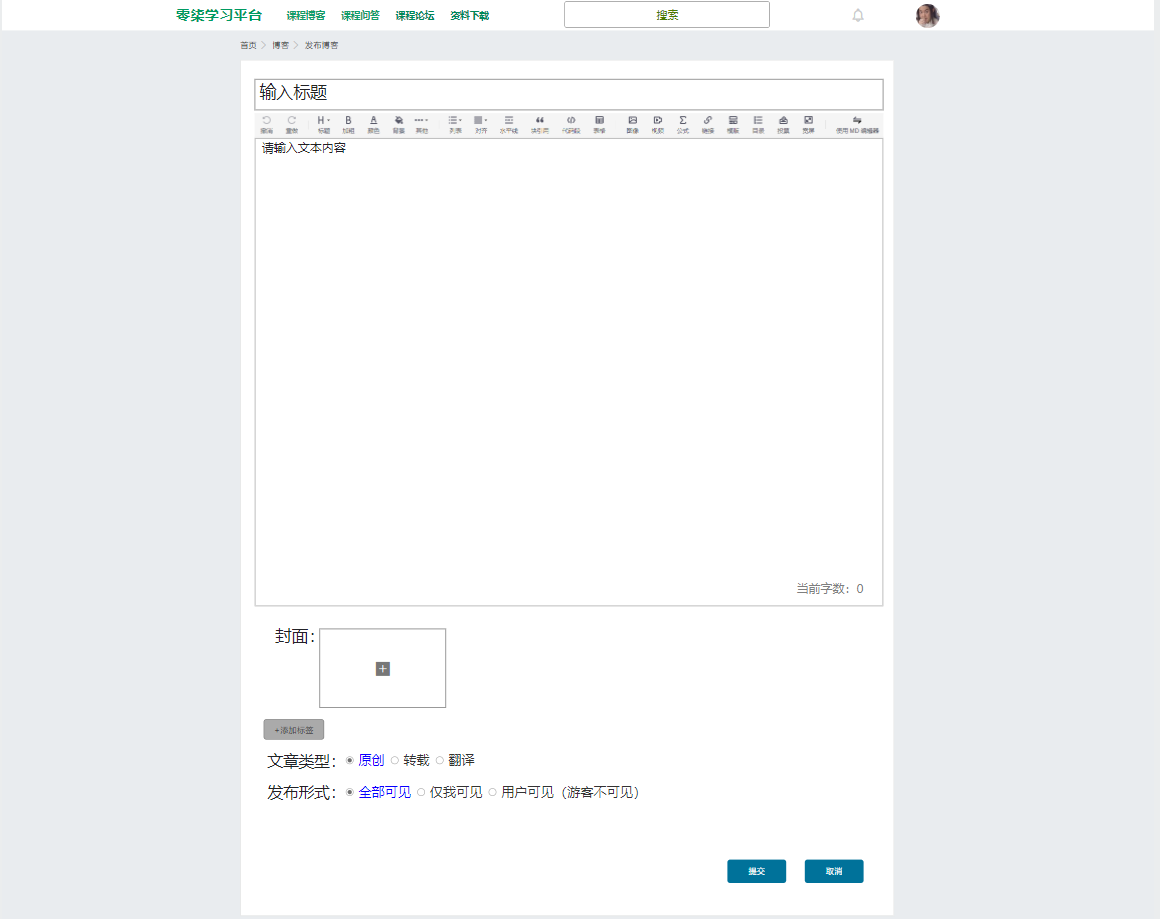 零柒学习平台 课程博客 课程问答 课程论坛 资料下载 搜索
首页 > 博客 > 发布博客
输入标题
撤消 重做 标题 加粗 颜色 背景 其他 列表 对齐 水平线 块引用 代码段 表格 图像 视频 公式 链接 模版 目录 投票 宽屏 使用 MD 编辑器
请输入文本内容
当前字数：0
封面：
+添加标签
文章类型： 原创 转载 翻译
发布形式： 全部可见 仅我可见 用户可见（游客不可见）
提交 取消